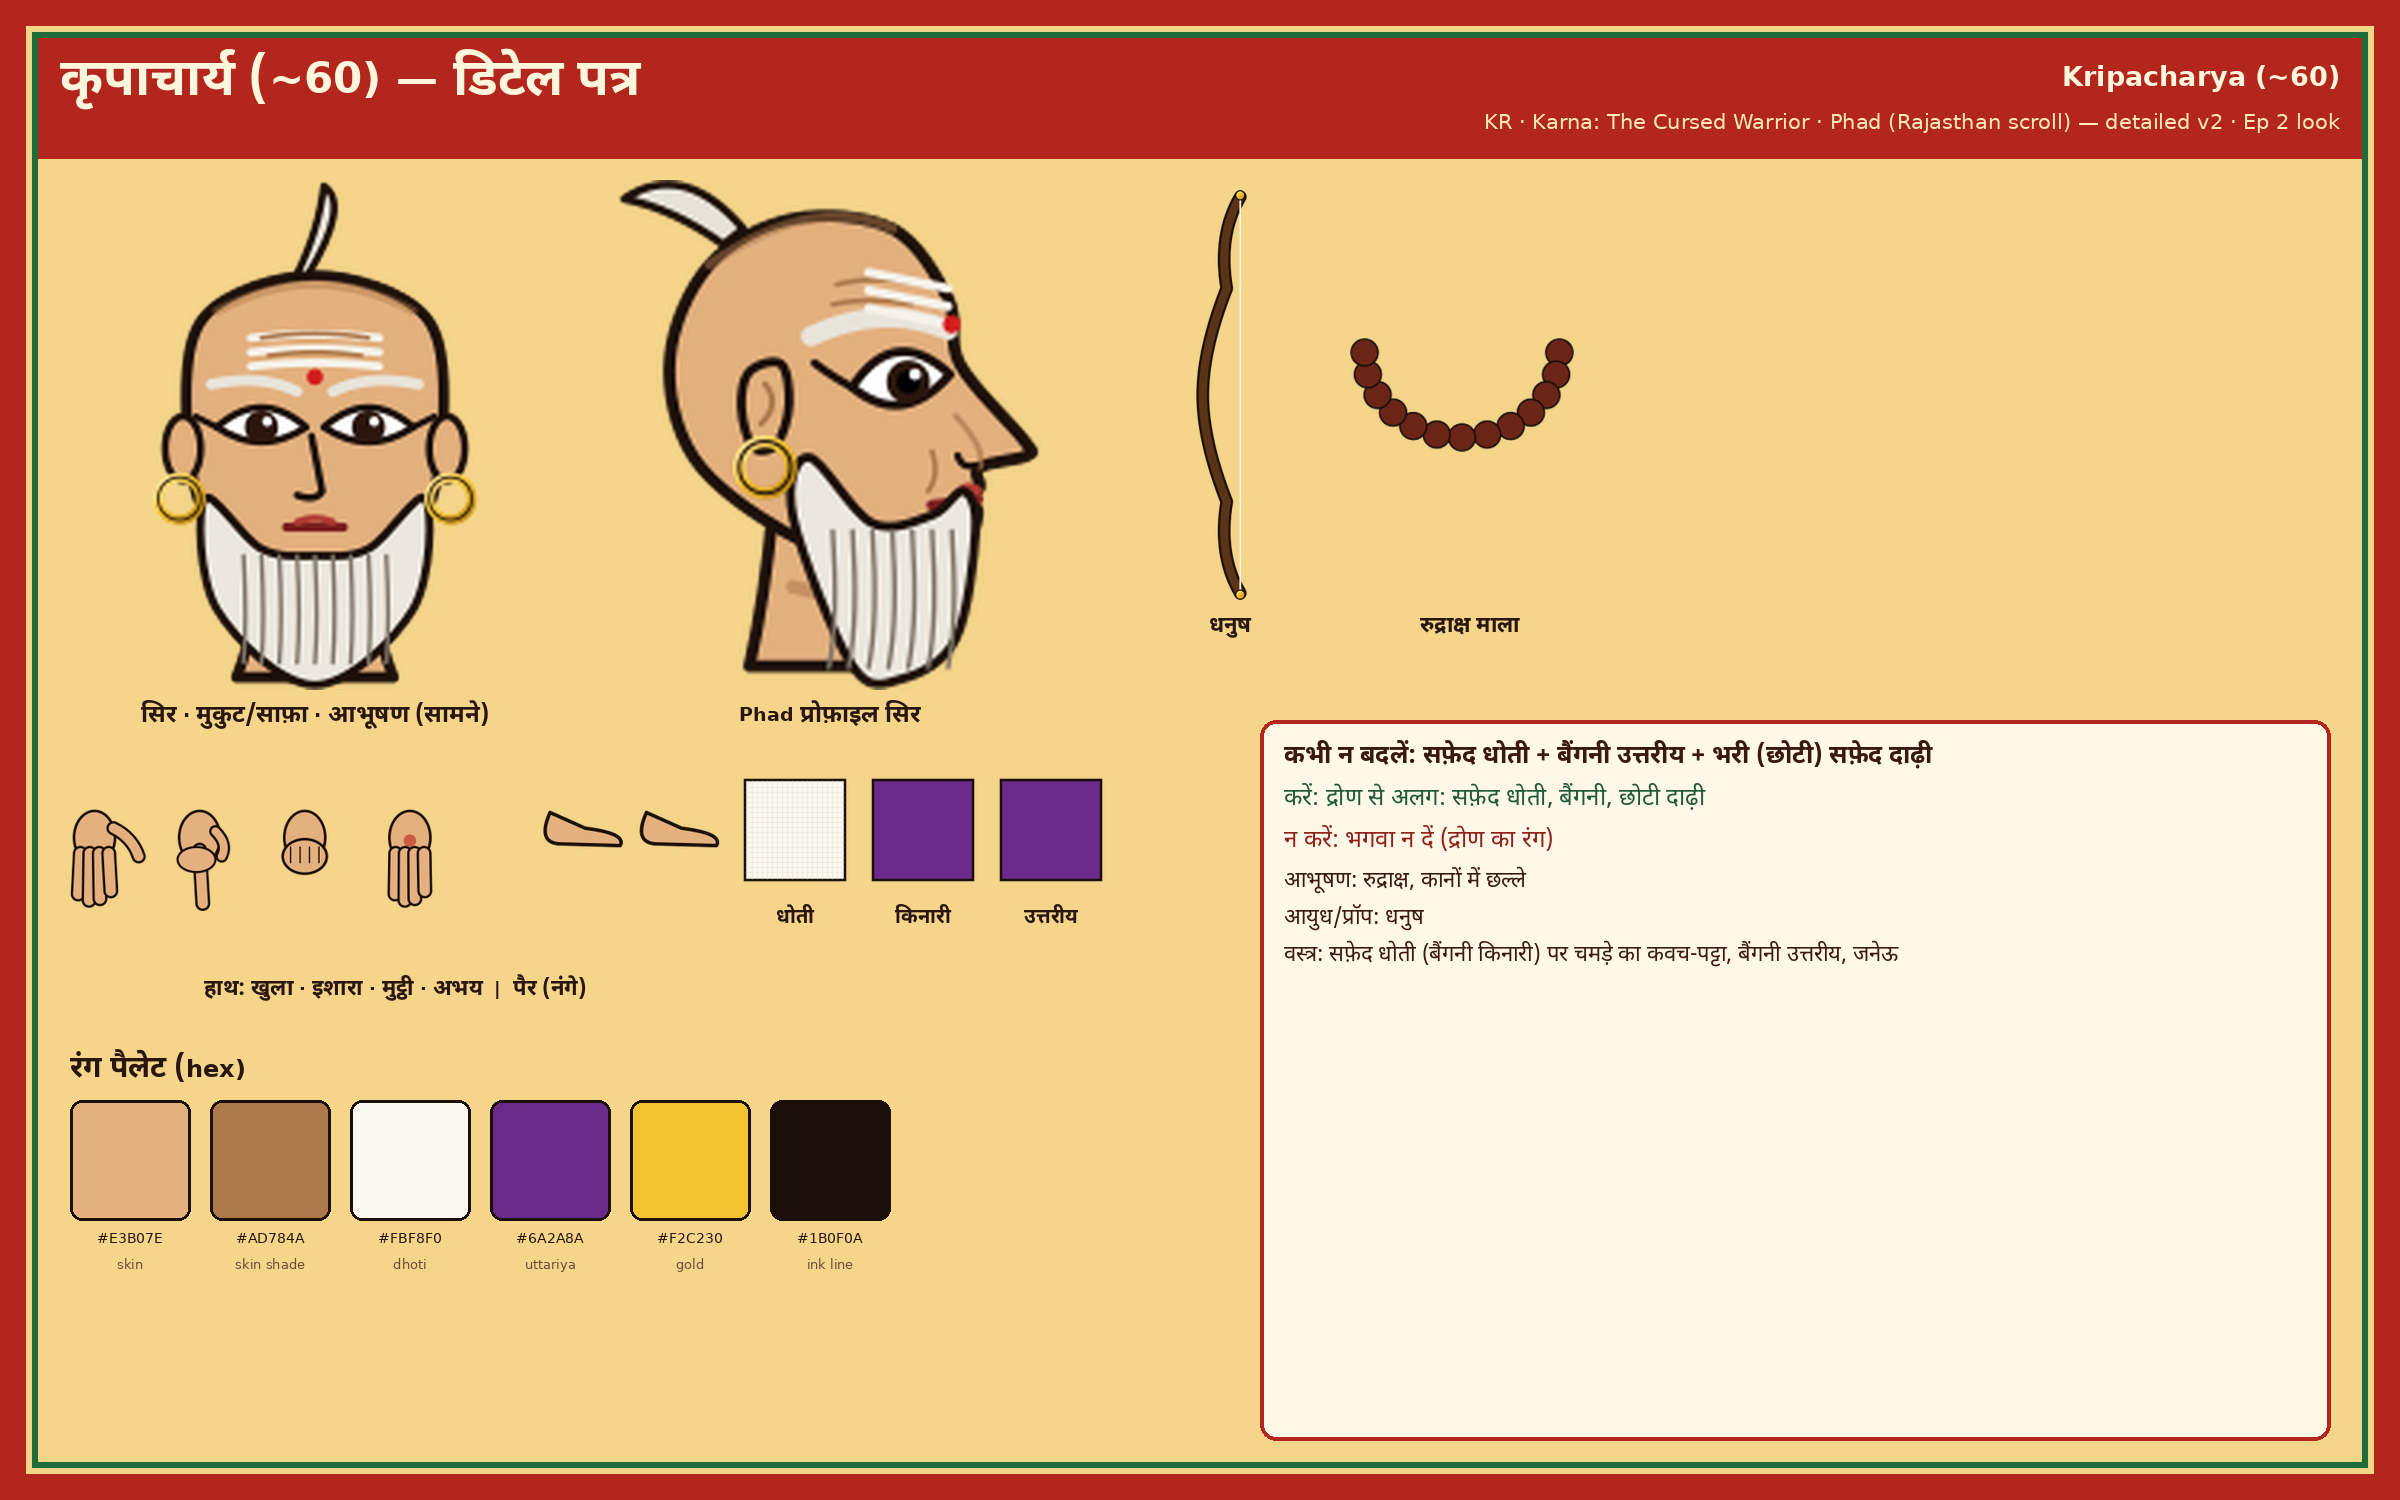 कृपाचार्य (~60) — डिटेल पत्र
Kripacharya (~60)
KR · Karna: The Cursed Warrior · Phad (Rajasthan scroll) — detailed v2 · Ep 2 look
धनुष
रुद्राक्ष माला
सिर · मुकुट/साफ़ा · आभूषण (सामने)
Phad प्रोफ़ाइल सिर
कभी न बदलें: सफ़ेद धोती + बैंगनी उत्तरीय + भरी (छोटी) सफ़ेद दाढ़ी
करें: द्रोण से अलग: सफ़ेद धोती, बैंगनी, छोटी दाढ़ी
न करें: भगवा न दें (द्रोण का रंग)
आभूषण: रुद्राक्ष, कानों में छल्ले
आयुध/प्रॉप: धनुष
वस्त्र: सफ़ेद धोती (बैंगनी किनारी) पर चमड़े का कवच-पट्टा, बैंगनी उत्तरीय, जनेऊ
धोती
किनारी
उत्तरीय
हाथ: खुला · इशारा · मुट्ठी · अभय | पैर (नंगे)
रंग पैलेट (hex)
#E3B07E
#AD784A
#FBF8F0
#6A2A8A
#F2C230
#1B0F0A
skin
skin shade
dhoti
uttariya
gold
ink line